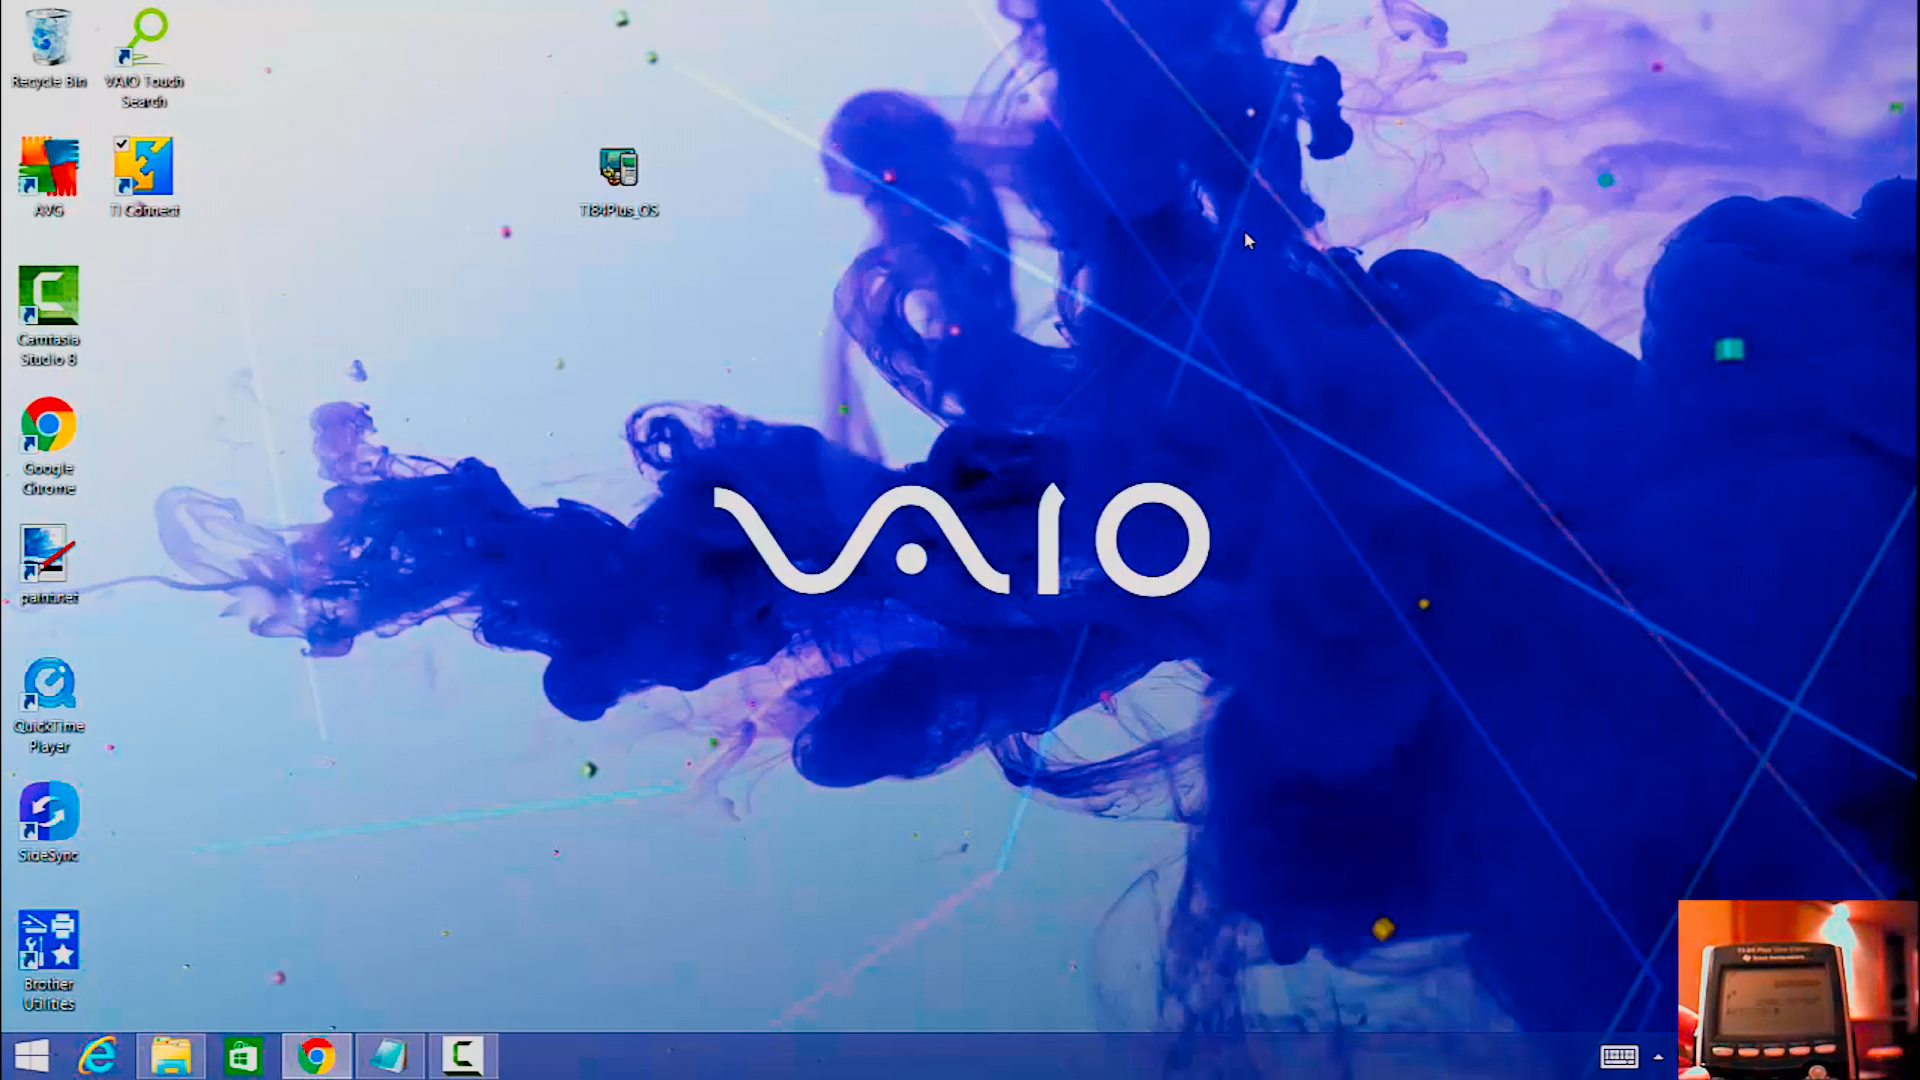 Recycle Bin
VAIO Touch
Search
AVG
TI Connect
TI84Plus_OS
Camtasia
Studio 8
Google
Chrome
paint.net
QuickTime
Player
SideSync
Brother
Utilities
VAIO